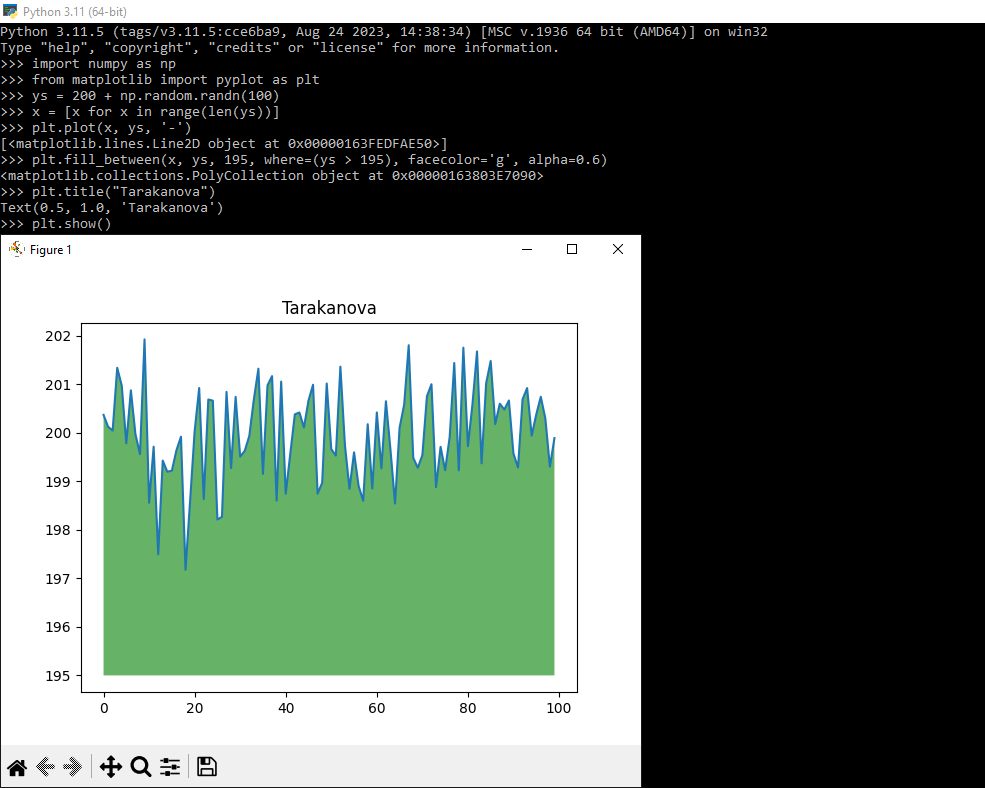 Python 3.11 (64-bit)
Python 3.11.5 (tags/v3.11.5:cce6ba9, Aug 24 2023, 14:38:34) [MSC v.1936 64 bit (AMD64)] on win32
Type "help", "copyright", "credits" or "license" for more information.
>>> import numpy as np
>>> from matplotlib import pyplot as plt
>>> ys = 200 + np.random.randn(100)
>>> x = [x for x in range(len(ys))]
>>> plt.plot(x, ys, '-')
[<matplotlib.lines.Line2D object at 0x00000163FEDFAE50>]
>>> plt.fill_between(x, ys, 195, where=(ys > 195), facecolor='g', alpha=0.6)
<matplotlib.collections.PolyCollection object at 0x00000163803E7090>
>>> plt.title("Tarakanova")
Text(0.5, 1.0, 'Tarakanova')
>>> plt.show()
Figure 1
Tarakanova
202
201
200
199
198
197
196
195
0 20 40 60 80 100